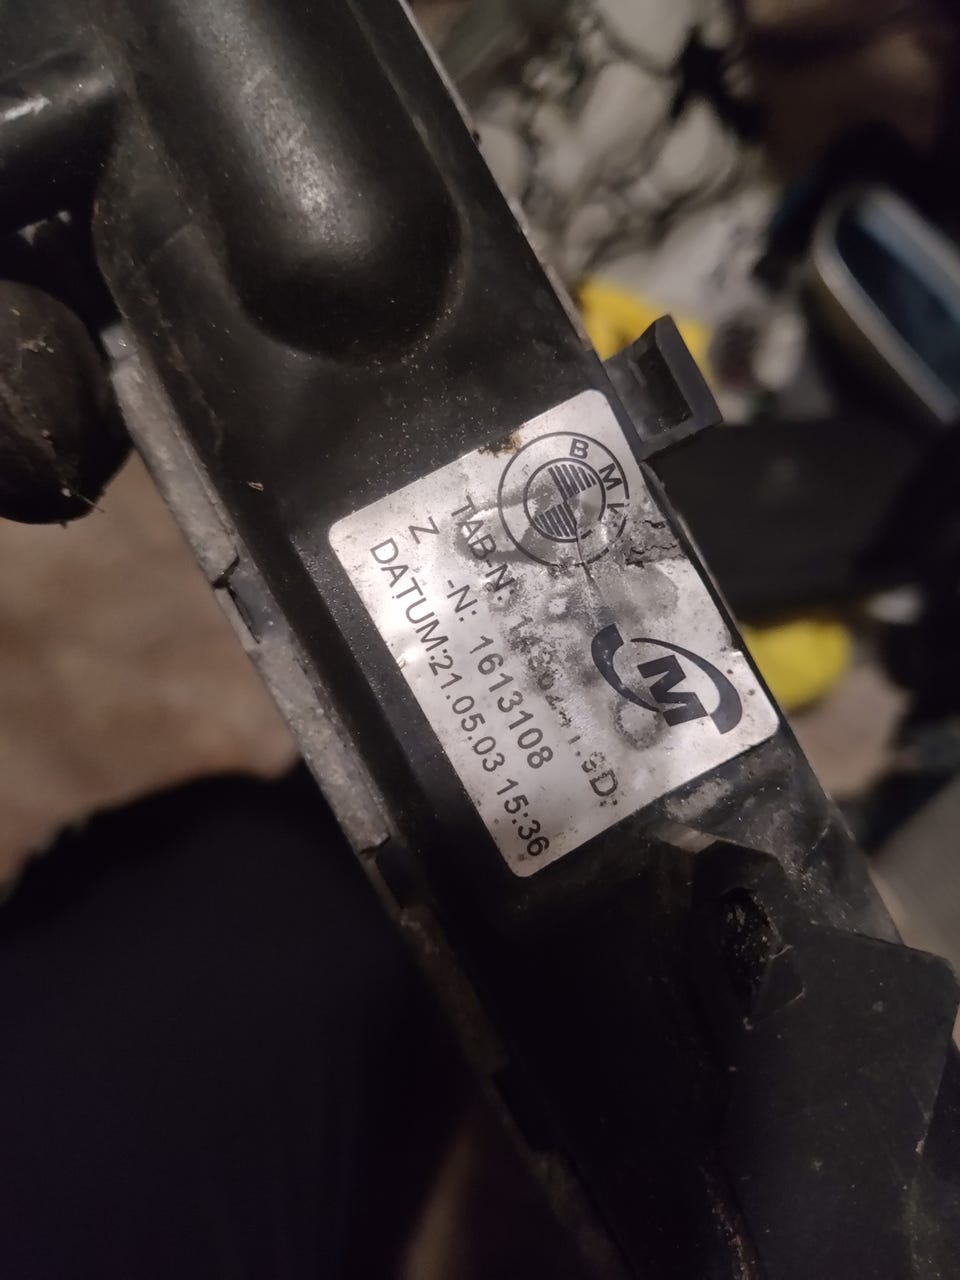 BMW
M
TAB-N:
Z -N: 1613108
DATUM:21.05.03 15:36